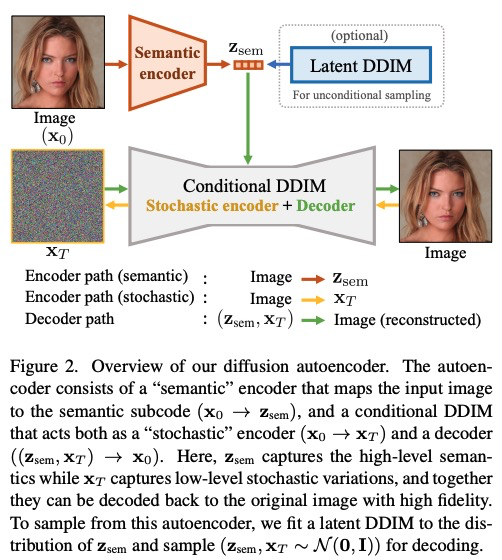 Semantic
encoder
z_sem
(optional)
Latent DDIM
For unconditional sampling
Image
(x_0)
Conditional DDIM
Stochastic encoder + Decoder
x_T
Image
Encoder path (semantic) : Image → z_sem
Encoder path (stochastic) : Image → x_T
Decoder path : (z_sem, x_T) → Image (reconstructed)
Figure 2. Overview of our diffusion autoencoder. The autoen-
coder consists of a “semantic” encoder that maps the input image
to the semantic subcode (x_0 → z_sem), and a conditional DDIM
that acts both as a “stochastic” encoder (x_0 → x_T) and a decoder
((z_sem, x_T) → x_0). Here, z_sem captures the high-level seman-
tics while x_T captures low-level stochastic variations, and together
they can be decoded back to the original image with high fidelity.
To sample from this autoencoder, we fit a latent DDIM to the dis-
tribution of z_sem and sample (z_sem, x_T ∼ N(0, I)) for decoding.